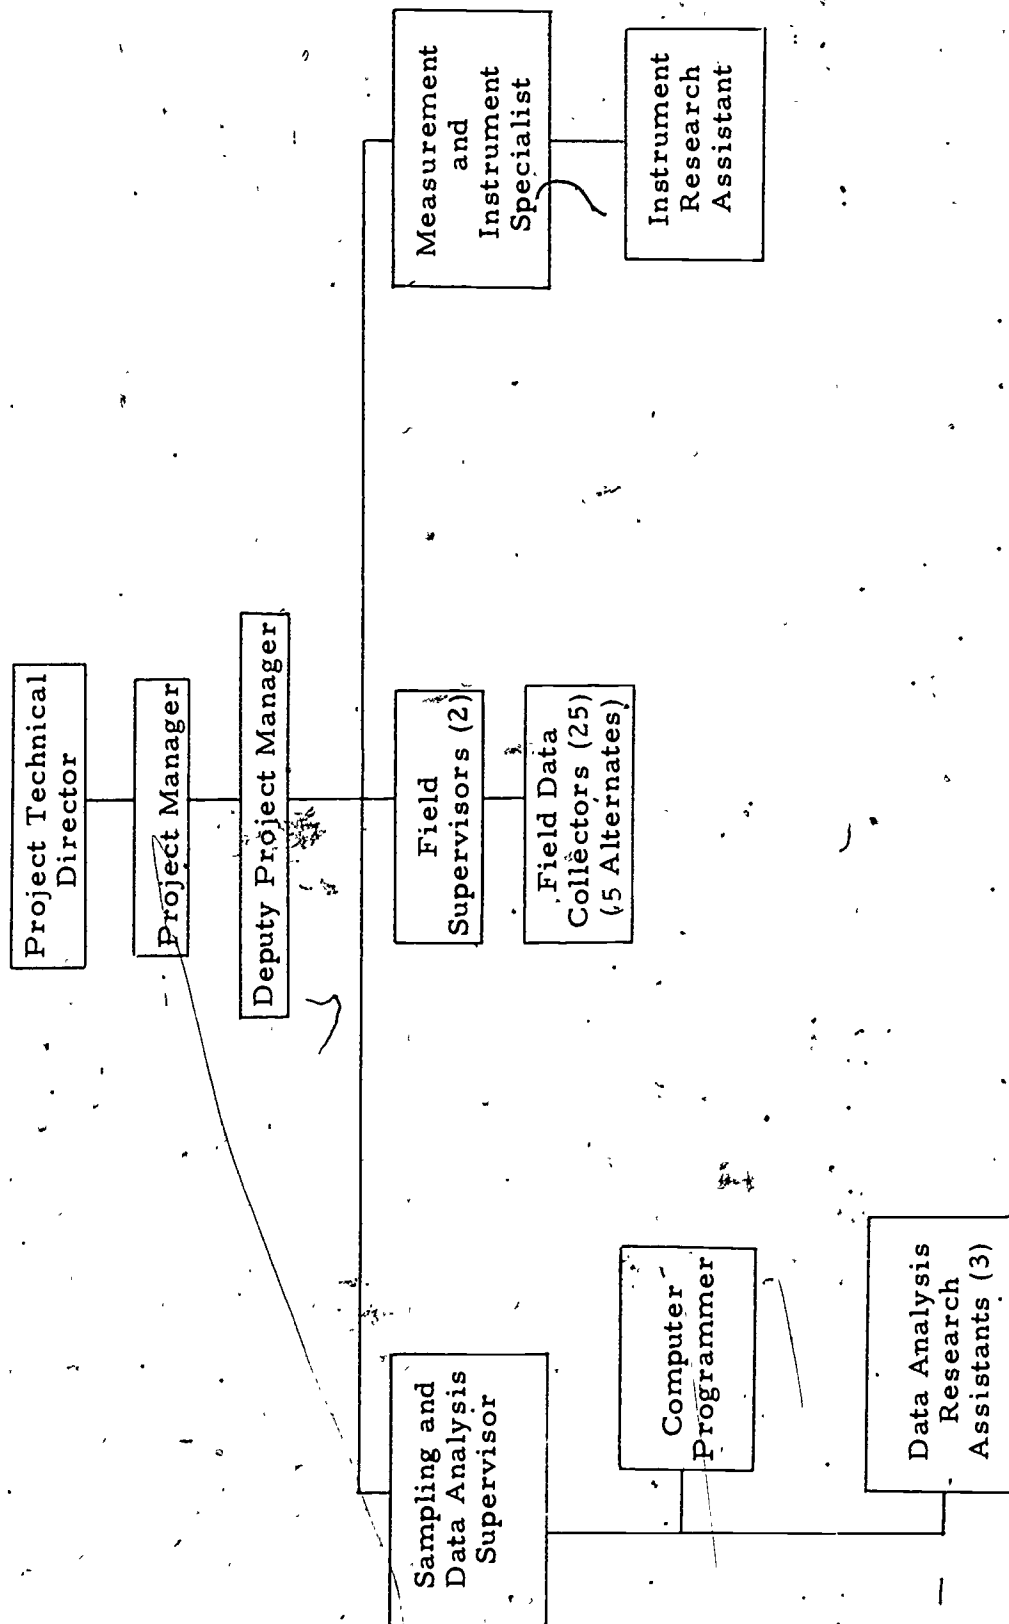 Project Technical
Director
Project Manager
Deputy Project Manager
Sampling and
Data Analysis
Supervisor
Field
Supervisors (2)
Measurement
and
Instrument
Specialist
Computer
Programmer
Field Data
Collectors (25)
(5 Alternates)
Instrument
Research
Assistant
Data Analysis
Research
Assistants (3)